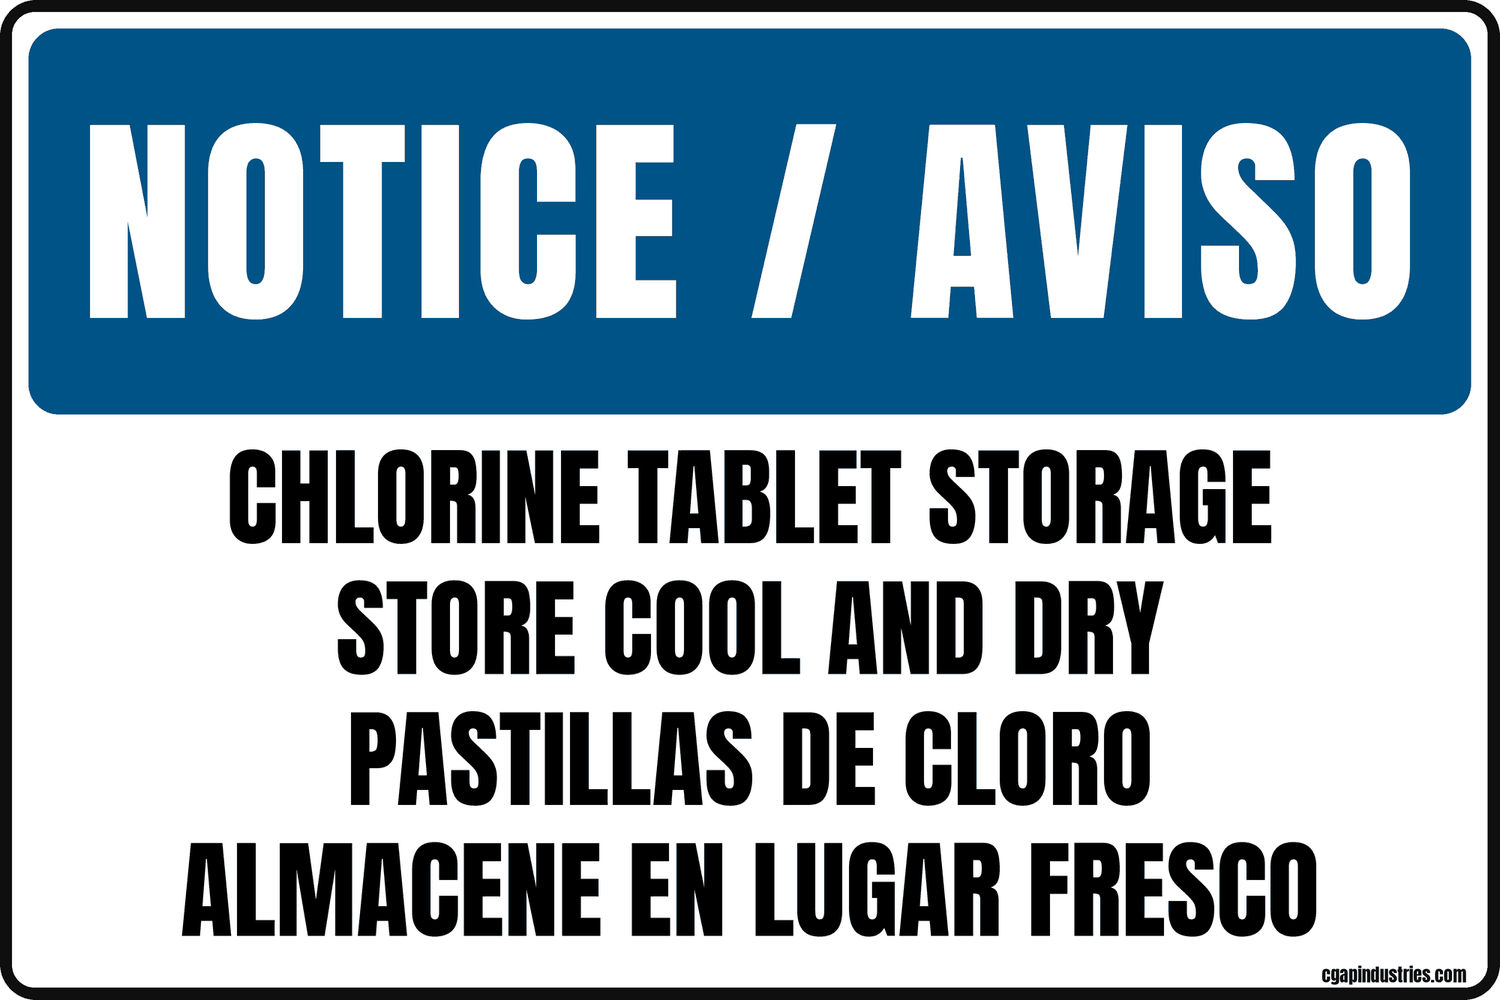 NOTICE / AVISO
CHLORINE TABLET STORAGE
STORE COOL AND DRY
PASTILLAS DE CLORO
ALMACENE EN LUGAR FRESCO
cgapindustries.com